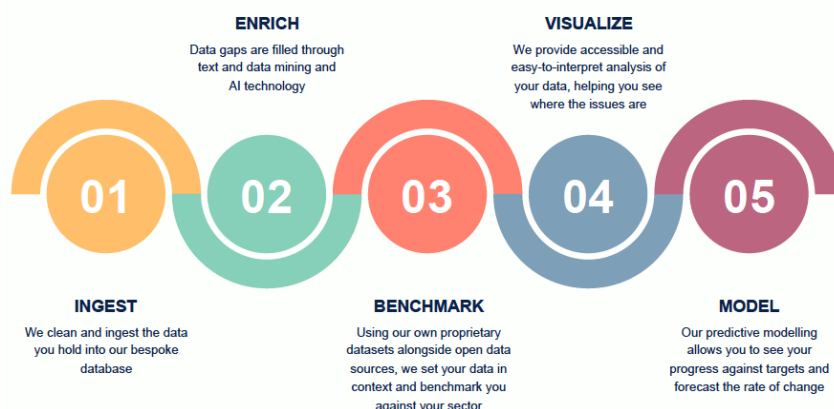 ENRICH
Data gaps are filled through
text and data mining and
AI technology
VISUALIZE
We provide accessible and
easy-to-interpret analysis of
your data, helping you see
where the issues are
01
02
03
04
05
INGEST
We clean and ingest the data
you hold into our bespoke
database
BENCHMARK
Using our own proprietary
datasets alongside open data
sources, we set your data in
context and benchmark you
against your sector
MODEL
Our predictive modelling
allows you to see your
progress against targets and
forecast the rate of change